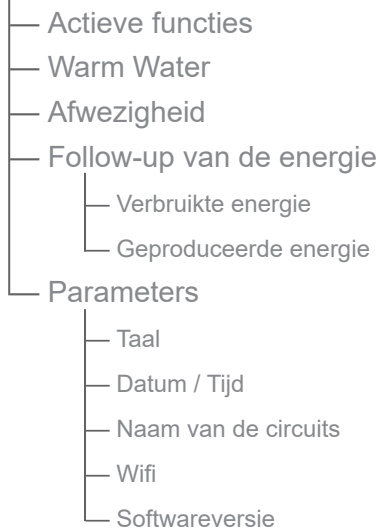 Actieve functies
Warm Water
Afwezigheid
Follow-up van de energie
Verbruikte energie
Geproduceerde energie
Parameters
Taal
Datum / Tijd
Naam van de circuits
Wifi
Softwareversie